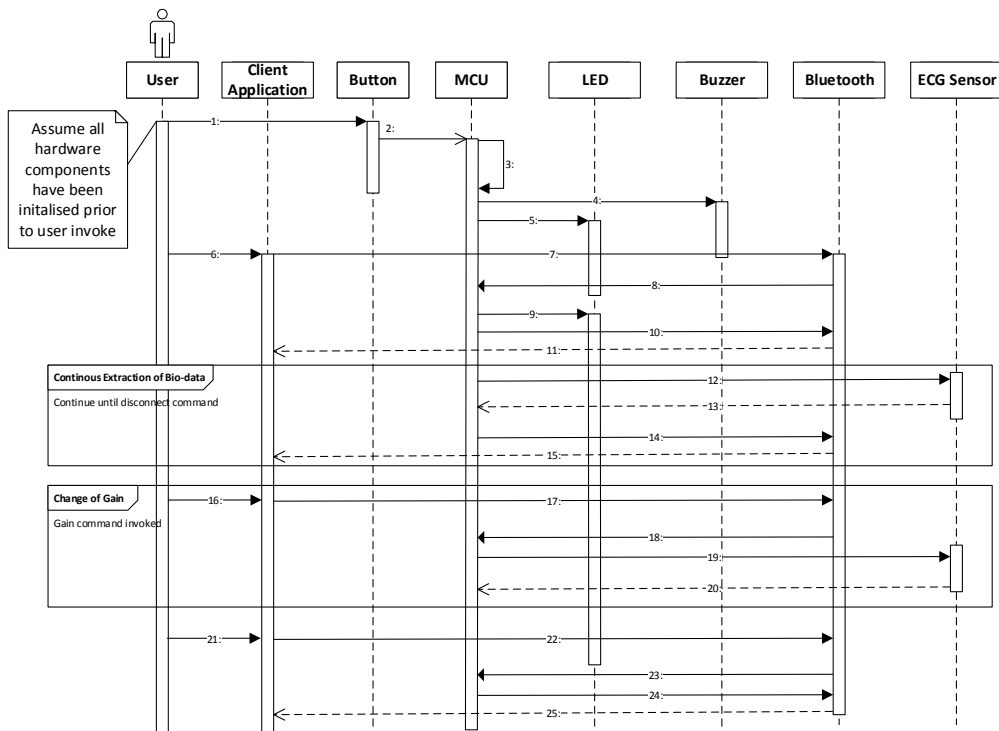 User
Client
Application
Button
MCU
LED
Buzzer
Bluetooth
ECG Sensor
Assume all
hardware
components
have been
initalised prior
to user invoke
1:
2:
3:
4:
5:
6:
7:
8:
9:
10:
11:
Continous Extraction of Bio-data
Continue until disconnect command
12:
13:
14:
15:
Change of Gain
Gain command invoked
16:
17:
18:
19:
20:
21:
22:
23:
24:
25: